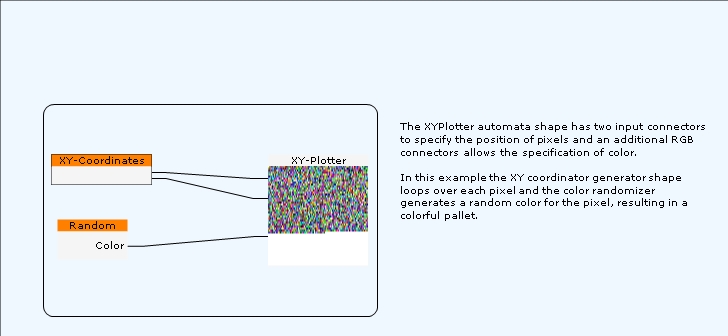 XY-Coordinates
XY-Plotter
Random
Color
The XYPlotter automata shape has two input connectors
to specify the position of pixels and an additional RGB
connectors allows the specification of color.
In this example the XY coordinator generator shape
loops over each pixel and the color randomizer
generates a random color for the pixel, resulting in a
colorful pallet.